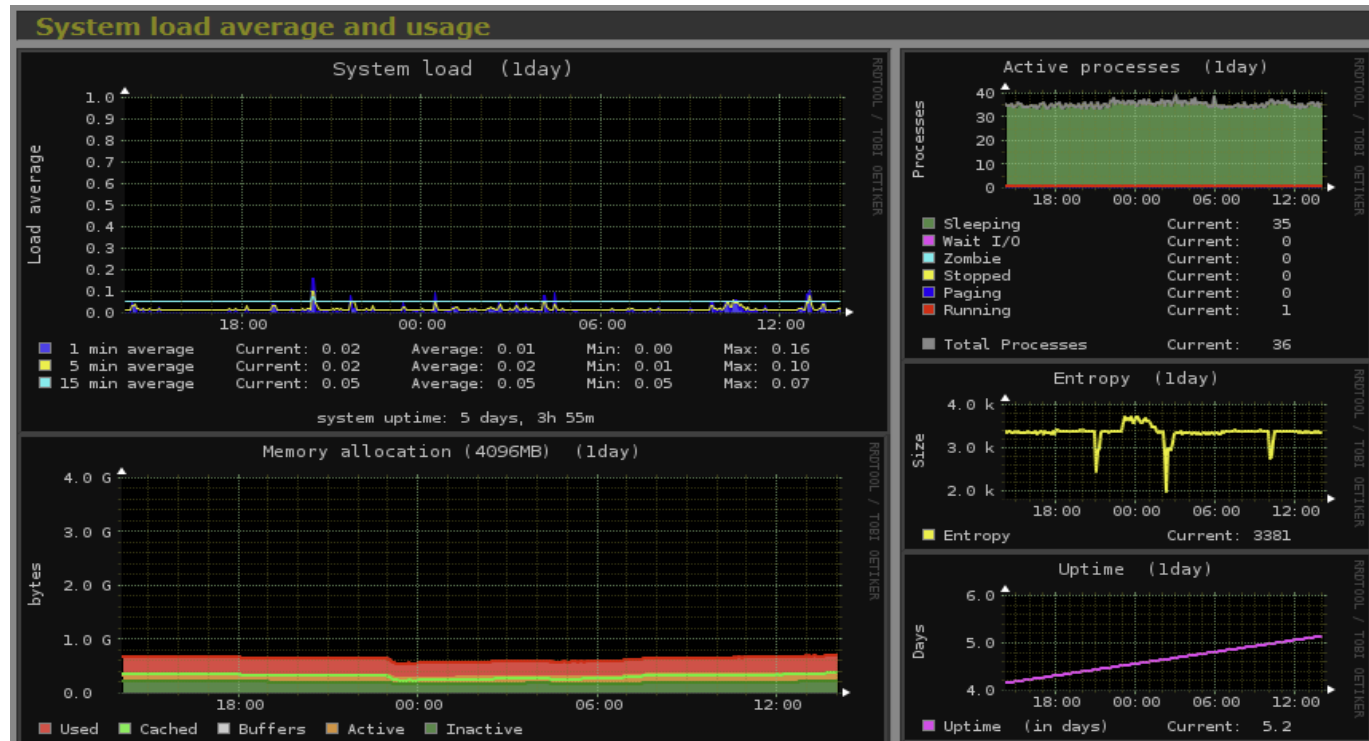 System load average and usage
System load (1day)
RRDTOOL / TOBI OETIKER
Load average
1.0
0.9
0.8
0.7
0.6
0.5
0.4
0.3
0.2
0.1
0.0
18:00 00:00 06:00 12:00
1 min average Current: 0.02 Average: 0.01 Min: 0.00 Max: 0.16
5 min average Current: 0.02 Average: 0.02 Min: 0.01 Max: 0.10
15 min average Current: 0.05 Average: 0.05 Min: 0.05 Max: 0.07
system uptime: 5 days, 3h 55m
Memory allocation (4096MB) (1day)
RRDTOOL / TOBI OETIKER
bytes
4.0 G
3.0 G
2.0 G
1.0 G
0.0
18:00 00:00 06:00 12:00
Used Cached Buffers Active Inactive
Active processes (1day)
RRDTOOL / TOBI OETIKER
Processes
40
30
20
10
0
18:00 00:00 06:00 12:00
Sleeping Current: 35
Wait I/O Current: 0
Zombie Current: 0
Stopped Current: 0
Paging Current: 0
Running Current: 1
Total Processes Current: 36
Entropy (1day)
RRDTOOL / TOBI OETIKER
Size
4.0 k
3.0 k
2.0 k
18:00 00:00 06:00 12:00
Entropy Current: 3381
Uptime (1day)
RRDTOOL / TOBI OETIKER
Days
6.0
5.0
4.0
18:00 00:00 06:00 12:00
Uptime (in days) Current: 5.2